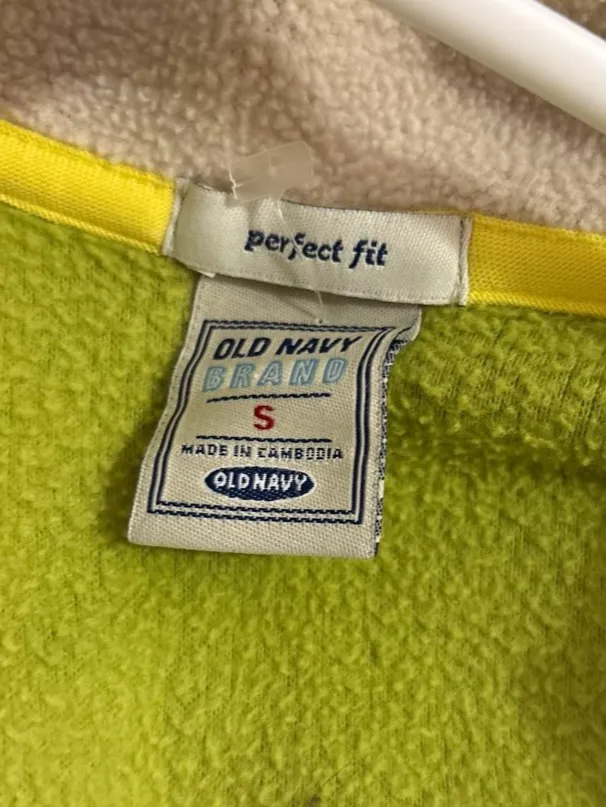 perfect fit
OLD NAVY
BRAND
S
MADE IN CAMBODIA
OLD NAVY